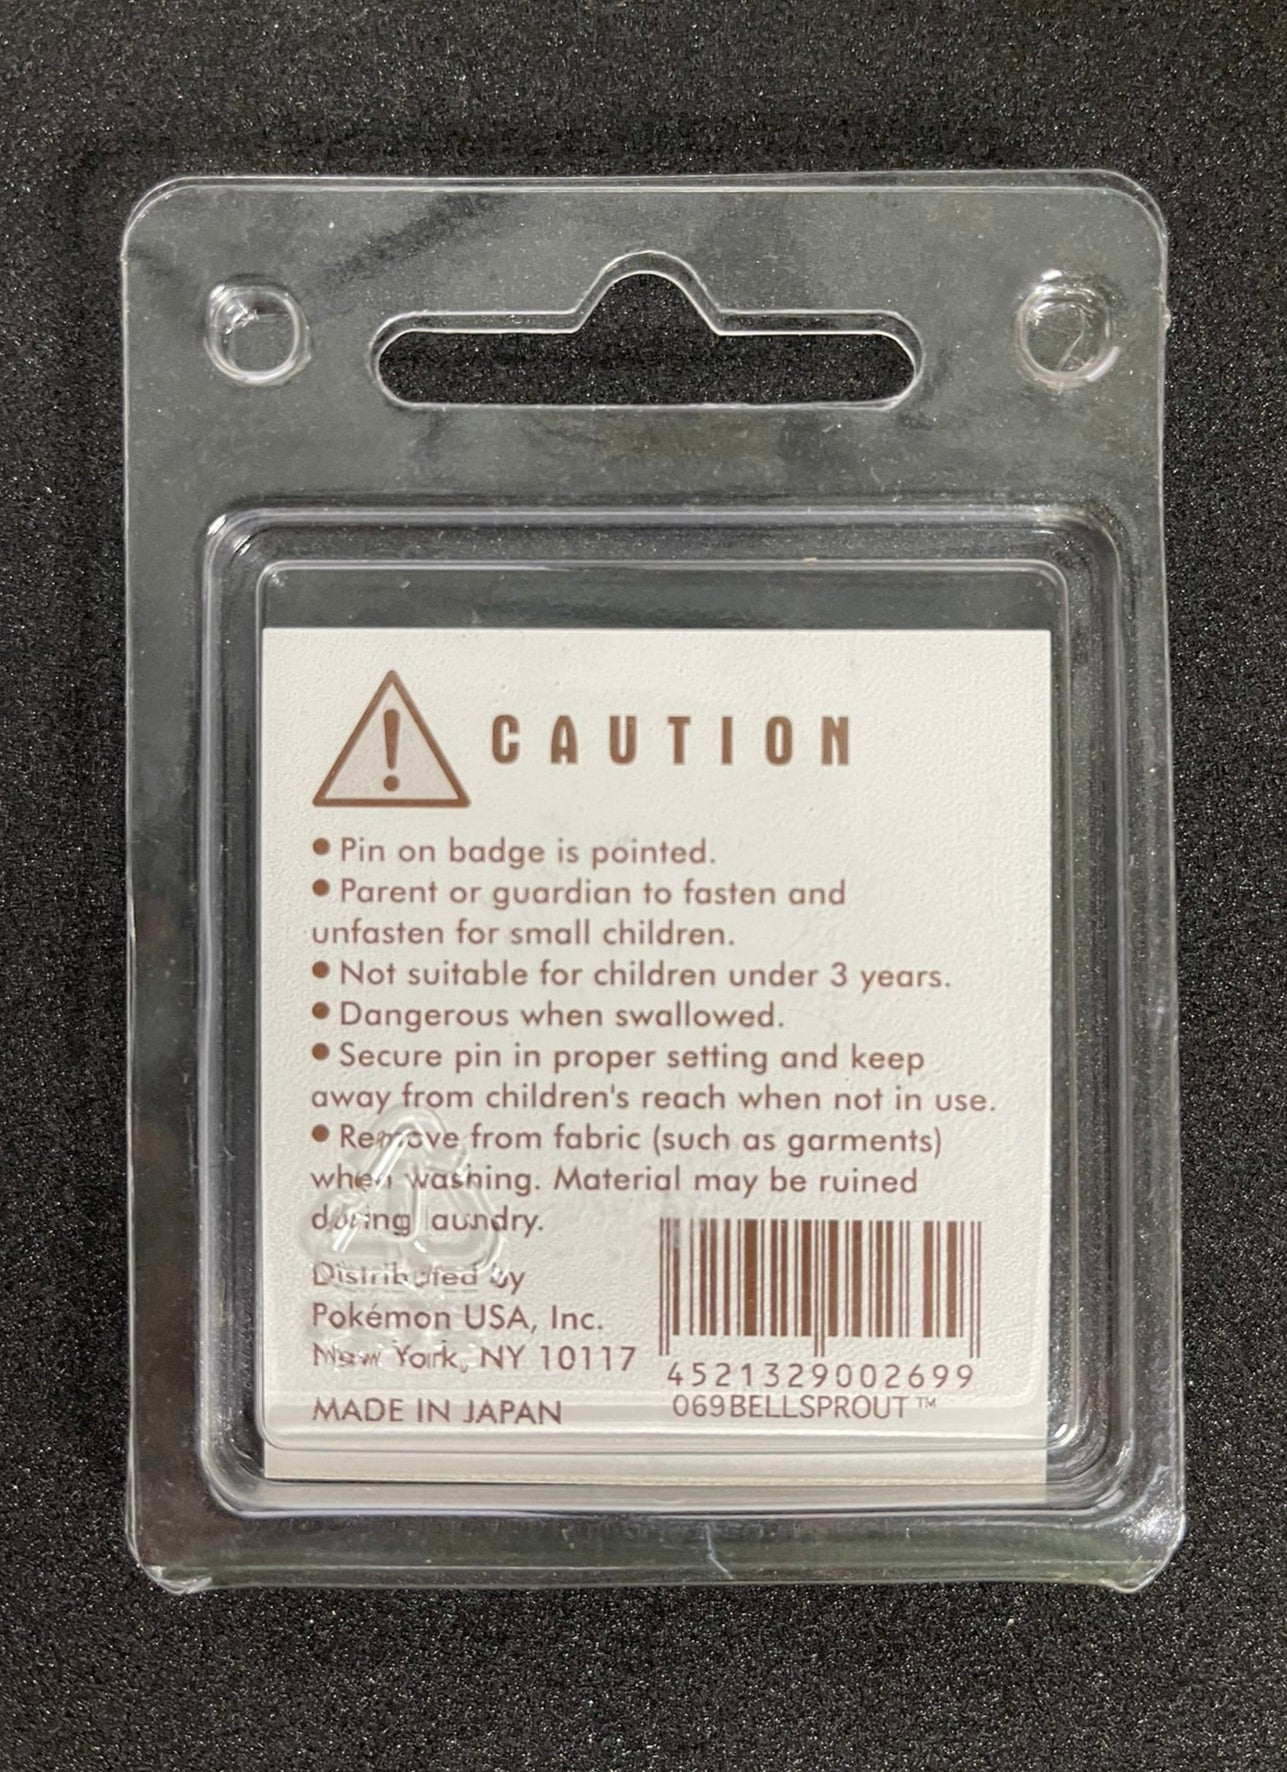 CAUTION
● Pin on badge is pointed.
● Parent or guardian to fasten and
unfasten for small children.
● Not suitable for children under 3 years.
● Dangerous when swallowed.
● Secure pin in proper setting and keep
away from children's reach when not in use.
● Remove from fabric (such as garments)
when washing. Material may be ruined
during laundry.
Distributed by
Pokémon USA, Inc.
New York, NY 10117
MADE IN JAPAN
4521329002699
069BELLSPROUT™